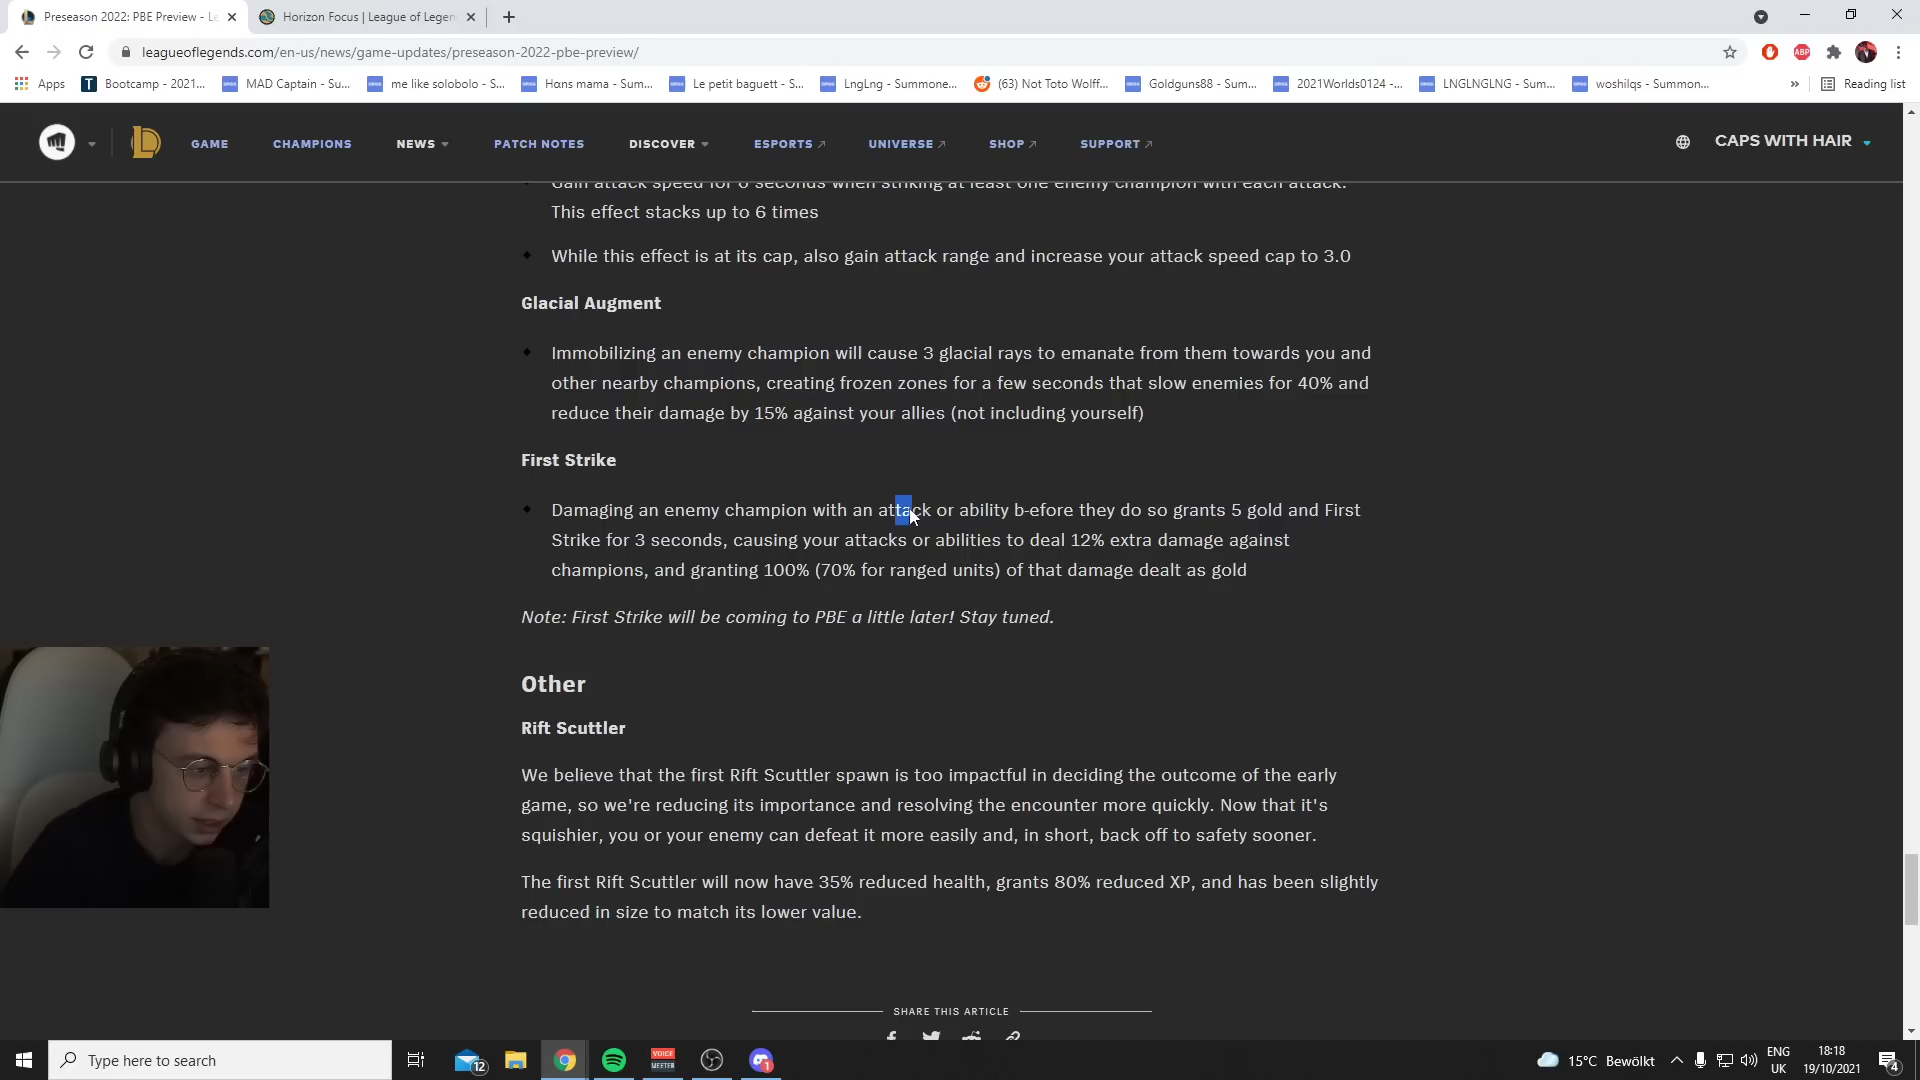 Preseason 2022: PBE Preview - Le
Horizon Focus | League of Legen
leagueoflegends.com/en-us/news/game-updates/preseason-2022-pbe-preview/
ABP
Apps
T Bootcamp - 2021...
MAD Captain - Su...
me like solobolo - S...
Hans mama - Sum...
Le petit baguett - S...
LngLng - Summone...
(63) Not Toto Wolff...
Goldguns88 - Sum...
2021Worlds0124 -...
LNGLNGLNG - Sum...
woshilqs - Summon...
»
Reading list
GAME
CHAMPIONS
NEWS
PATCH NOTES
DISCOVER
ESPORTS
UNIVERSE
SHOP
SUPPORT
CAPS WITH HAIR
Gain attack speed for 6 seconds when striking at least one enemy champion with each attack.
This effect stacks up to 6 times
While this effect is at its cap, also gain attack range and increase your attack speed cap to 3.0
Glacial Augment
Immobilizing an enemy champion will cause 3 glacial rays to emanate from them towards you and
other nearby champions, creating frozen zones for a few seconds that slow enemies for 40% and
reduce their damage by 15% against your allies (not including yourself)
First Strike
Damaging an enemy champion with an attack or ability b-efore they do so grants 5 gold and First
Strike for 3 seconds, causing your attacks or abilities to deal 12% extra damage against
champions, and granting 100% (70% for ranged units) of that damage dealt as gold
Note: First Strike will be coming to PBE a little later! Stay tuned.
Other
Rift Scuttler
We believe that the first Rift Scuttler spawn is too impactful in deciding the outcome of the early
game, so we're reducing its importance and resolving the encounter more quickly. Now that it's
squishier, you or your enemy can defeat it more easily and, in short, back off to safety sooner.
The first Rift Scuttler will now have 35% reduced health, grants 80% reduced XP, and has been slightly
reduced in size to match its lower value.
SHARE THIS ARTICLE
Type here to search
12
VOICE
MEETER
1
15°C Bewölkt
ENG
UK
18:18
19/10/2021
4